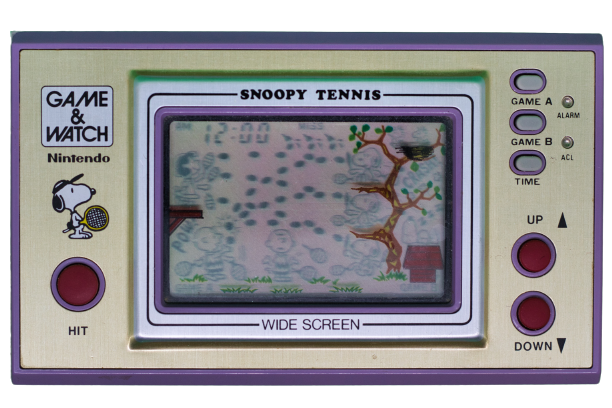 GAME
&
WATCH
Nintendo
HIT
SNOOPY TENNIS
12:00
WIDE SCREEN
GAME A
ALARM
GAME B
ACL
TIME
UP
DOWN